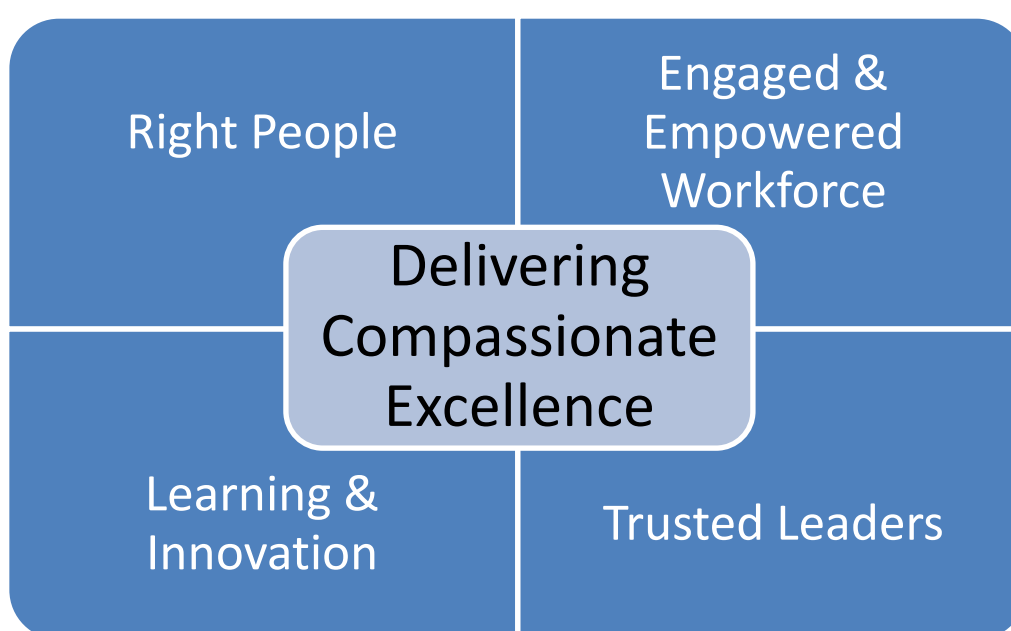 Right People
Engaged &
Empowered
Workforce
Delivering
Compassionate
Excellence
Learning &
Innovation
Trusted Leaders